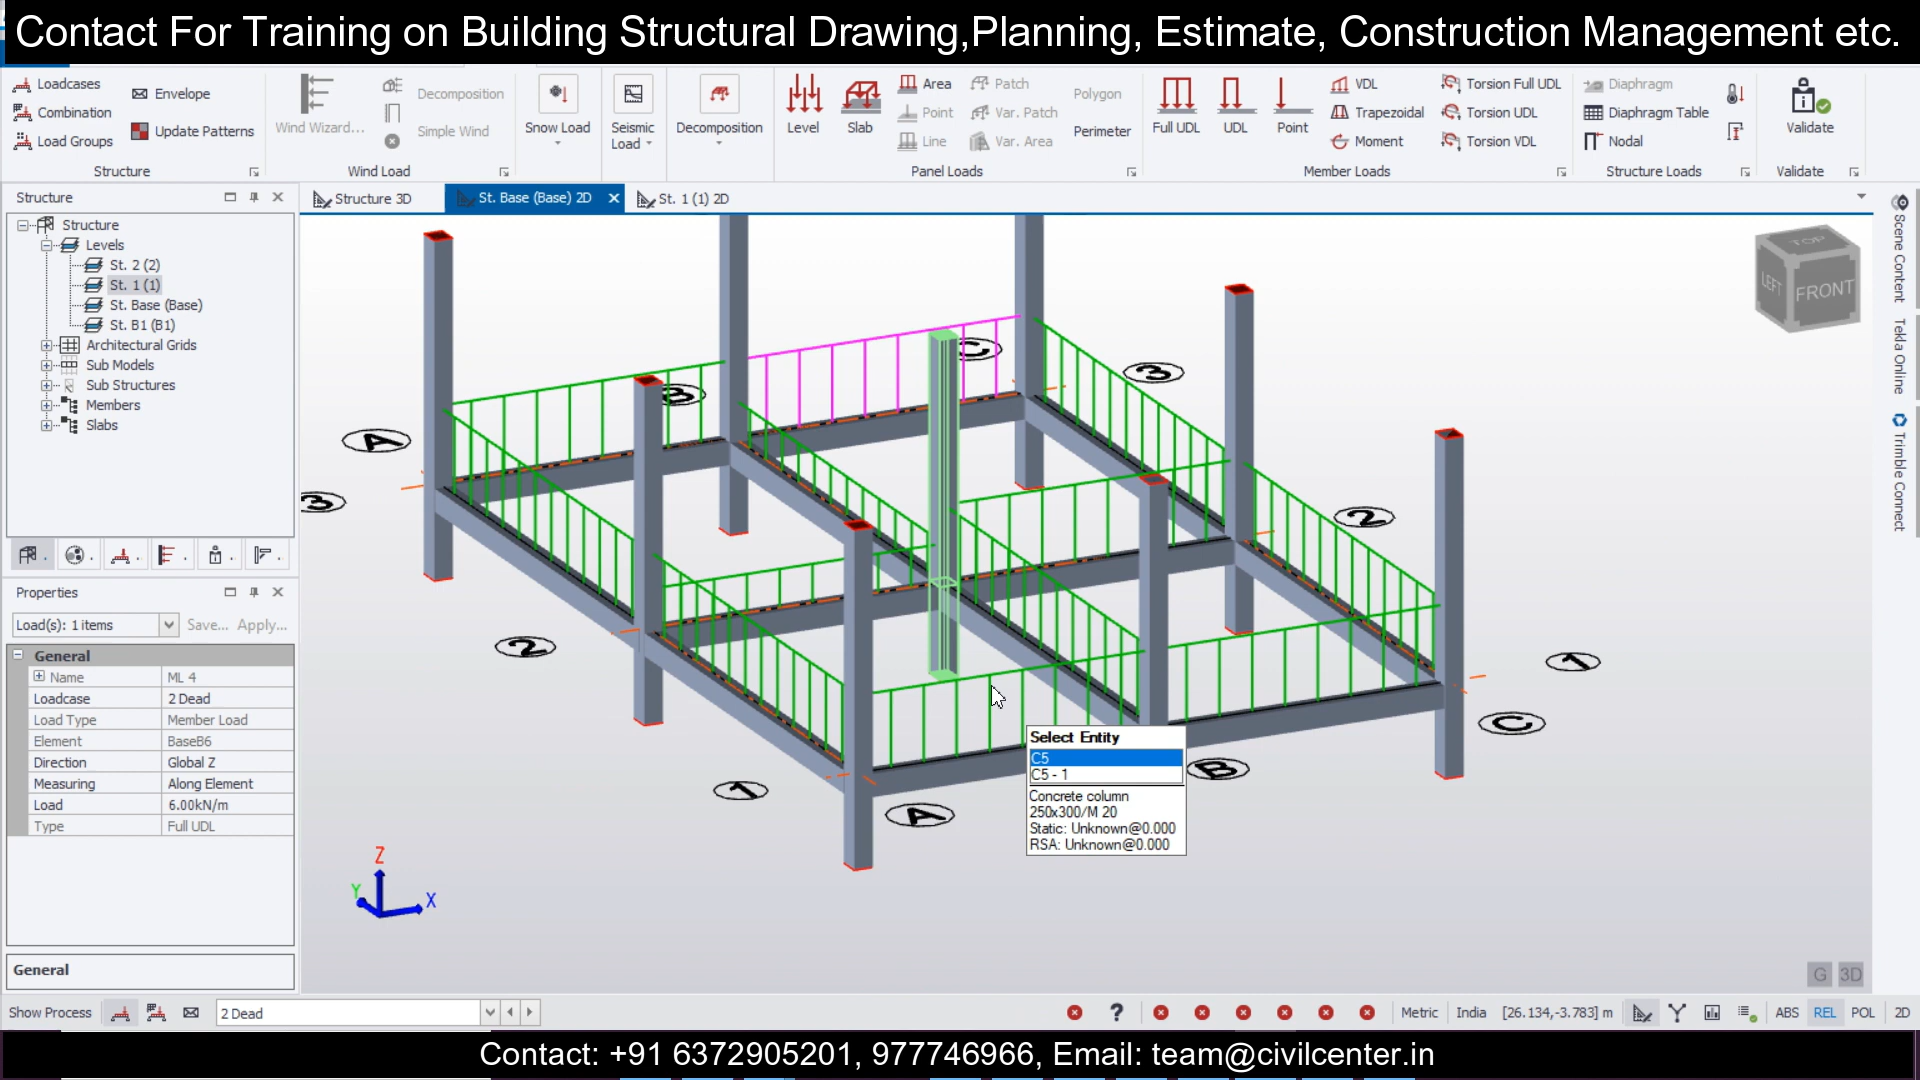 Contact For Training on Building Structural Drawing,Planning, Estimate, Construction Management etc.
Loadcases
Combination
Load Groups
Envelope
Update Patterns
Structure
Wind Wizard...
Decomposition
Simple Wind
Wind Load
Snow Load
Seismic
Load
Decomposition
Level
Slab
Area
Point
Line
Patch
Var. Patch
Var. Area
Polygon
Perimeter
Panel Loads
Full UDL
UDL
Point
VDL
Trapezoidal
Moment
Torsion Full UDL
Torsion UDL
Torsion VDL
Member Loads
Diaphragm
Diaphragm Table
Nodal
Structure Loads
Validate
Validate
Structure
Structure 3D
St. Base (Base) 2D
St. 1 (1) 2D
Structure
Levels
St. 2 (2)
St. 1 (1)
St. Base (Base)
St. B1 (B1)
Architectural Grids
Sub Models
Sub Structures
Members
Slabs
Properties
Load(s): 1 items
Save...
Apply...
General
Name ML 4
Loadcase 2 Dead
Load Type Member Load
Element BaseB6
Direction Global Z
Measuring Along Element
Load 6.00kN/m
Type Full UDL
General
TOP
LEFT
FRONT
Scene Content
Tekla Online
Trimble Connect
C
3
B
A
3
2
2
1
C
1
A
B
Select Entity
C5
C5 - 1
Concrete column
250x300/M 20
Static: Unknown@0.000
RSA: Unknown@0.000
Z
Y
X
G 3D
Show Process
2 Dead
?
Metric
India
[26.134,-3.783] m
ABS
REL
POL
2D
Contact: +91 6372905201, 977746966, Email: team@civilcenter.in